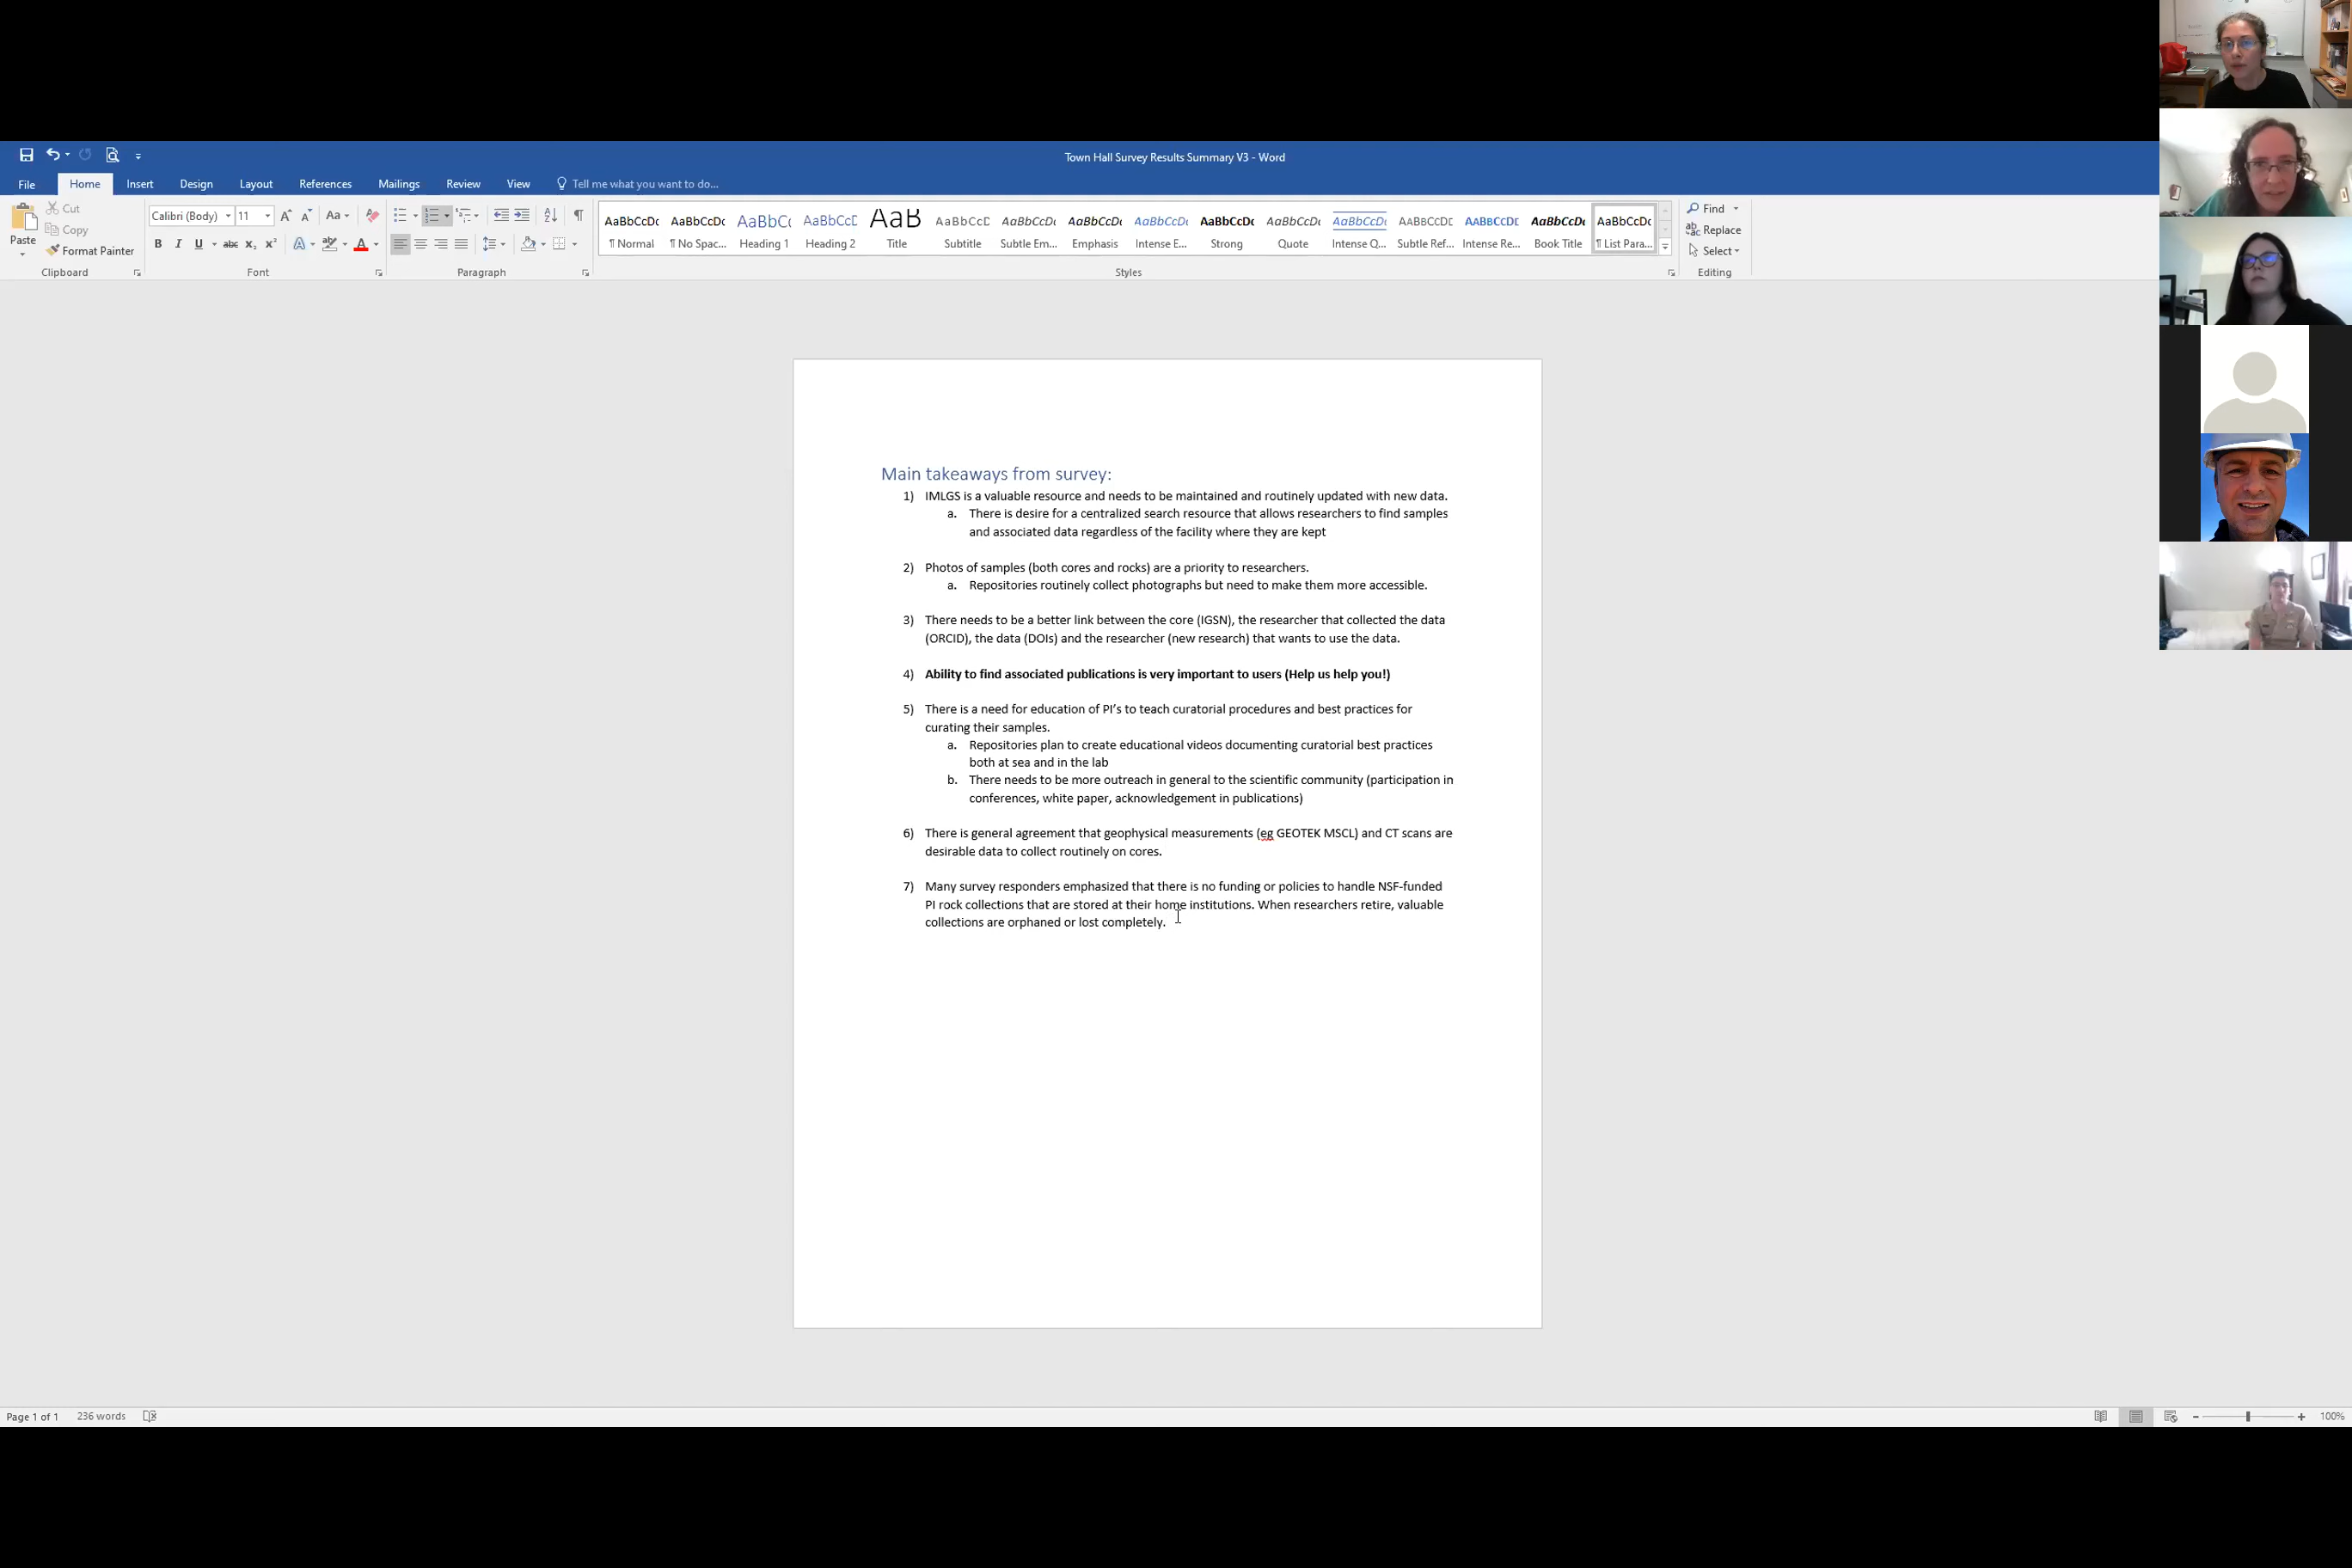 Town Hall Survey Results Summary V3 - Word
File Home Insert Design Layout References Mailings Review View Tell me what you want to do...
Paste
Cut
Copy
Format Painter
Clipboard
Calibri (Body) 11 Aa
B I U abc x₂ x² A A
Font
Paragraph
AaBbCcDc AaBbCcDc AaBbC( AaBbCcD AaB AaBbCcD AaBbCcDc AaBbCcDc AaBbCcDc AaBbCcDc AaBbCcDc AaBbCcDc AaBbCcDd AaBbCcDd AaBbCcDc AaBbCcDc
¶ Normal ¶ No Spac... Heading 1 Heading 2 Title Subtitle Subtle Em... Emphasis Intense E... Strong Quote Intense Q... Subtle Ref... Intense Re... Book Title ¶ List Para...
Styles
Find
Replace
Select
Editing
Main takeaways from survey:
1) IMLGS is a valuable resource and needs to be maintained and routinely updated with new data.
a. There is desire for a centralized search resource that allows researchers to find samples
and associated data regardless of the facility where they are kept
2) Photos of samples (both cores and rocks) are a priority to researchers.
a. Repositories routinely collect photographs but need to make them more accessible.
3) There needs to be a better link between the core (IGSN), the researcher that collected the data
(ORCID), the data (DOIs) and the researcher (new research) that wants to use the data.
4) Ability to find associated publications is very important to users (Help us help you!)
5) There is a need for education of PI's to teach curatorial procedures and best practices for
curating their samples.
a. Repositories plan to create educational videos documenting curatorial best practices
both at sea and in the lab
b. There needs to be more outreach in general to the scientific community (participation in
conferences, white paper, acknowledgement in publications)
6) There is general agreement that geophysical measurements (eg GEOTEK MSCL) and CT scans are
desirable data to collect routinely on cores.
7) Many survey responders emphasized that there is no funding or policies to handle NSF-funded
PI rock collections that are stored at their home institutions. When researchers retire, valuable
collections are orphaned or lost completely.
Page 1 of 1 236 words
100%